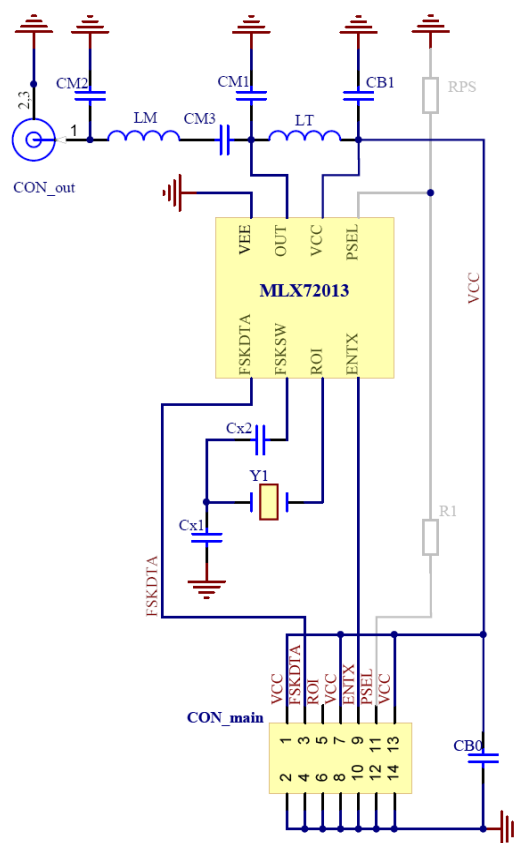 CM2
CM1
CB1
RPS
2,3
1
LM
CM3
LT
CON_out
VEE
OUT
VCC
PSEL
VCC
MLX72013
FSKDTA
FSKSW
ROI
ENTX
Cx2
Y1
Cx1
R1
FSKDTA
VCC
FSKDTA
ROI
VCC
ENTX
PSEL
VCC
CON_main
1 3 5 7 9 11 13
2 4 6 8 10 12 14
CB0